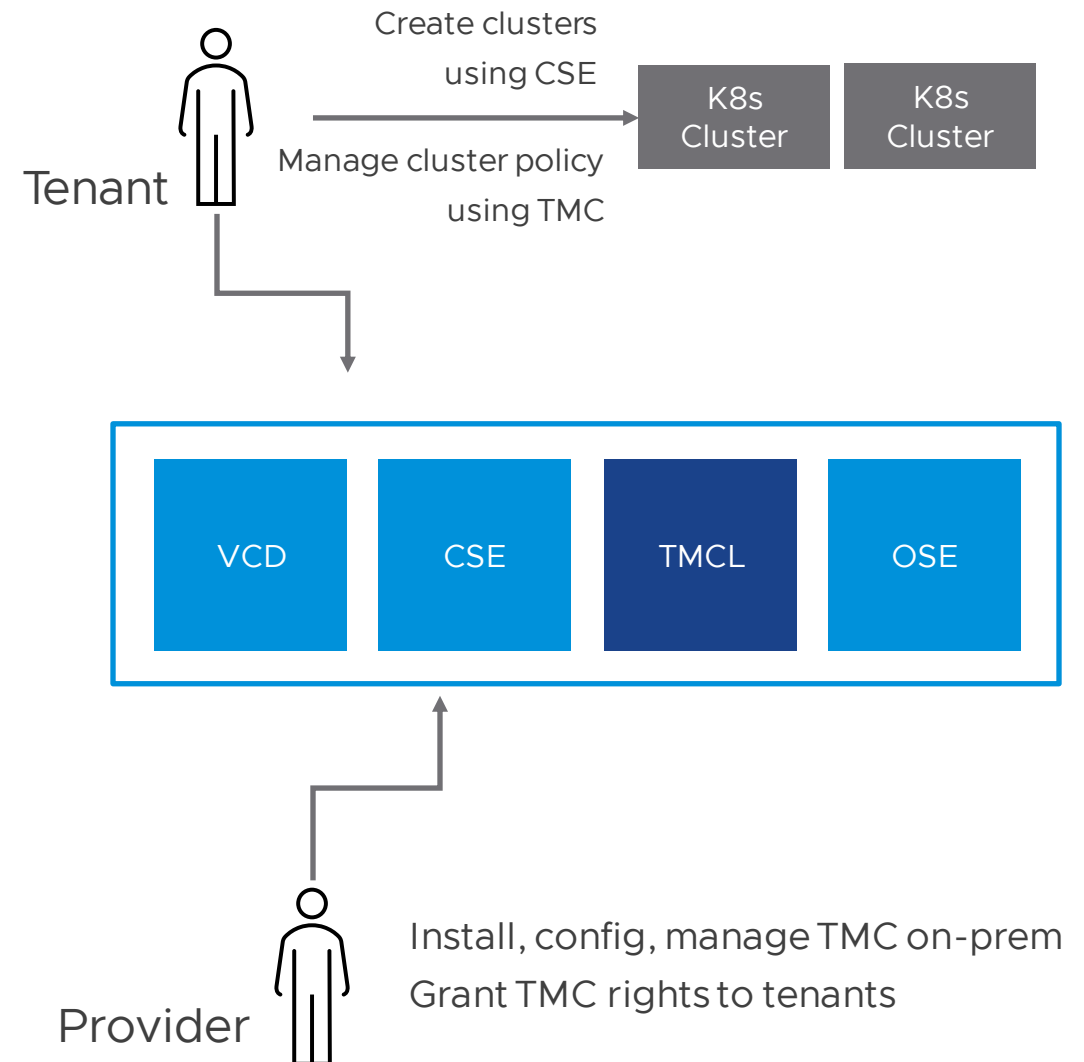 Create clusters
using CSE
K8s
Cluster
K8s
Cluster
Manage cluster policy
using TMC
Tenant
VCD
CSE
TMCL
OSE
Install, config, manage TMC on-prem
Grant TMC rights to tenants
Provider